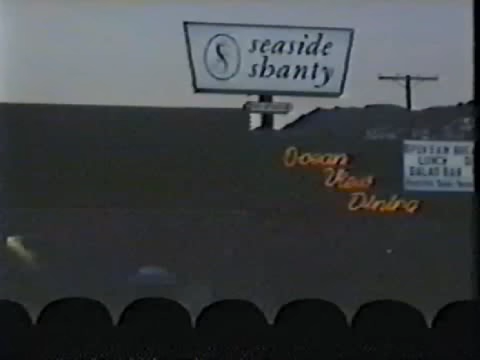 S
seaside
shanty
Ocean
View
Dining
LUNCH
SALAD BAR